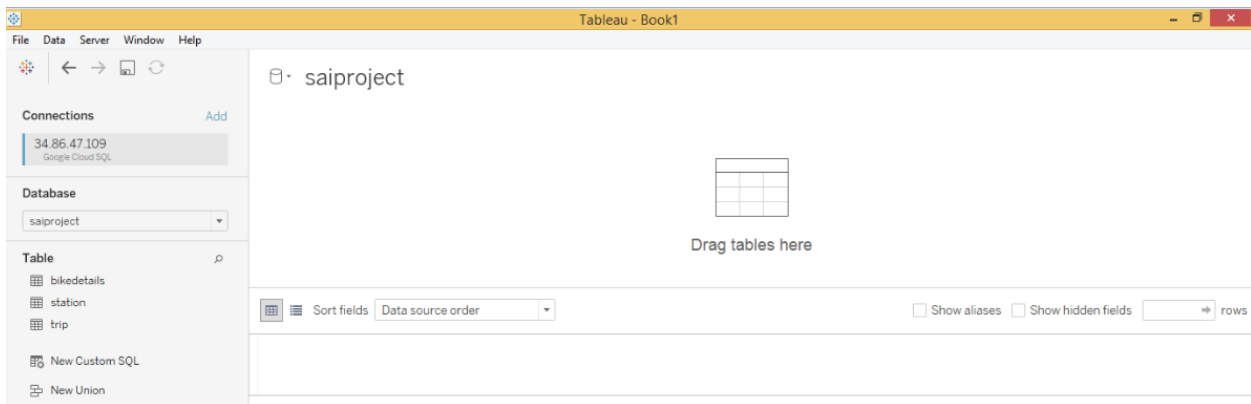 Tableau - Book1
File Data Server Window Help
saiproject
Connections Add
34.86.47.109
Google Cloud SQL
Database
saiproject
Table
bikedetails
station
trip
New Custom SQL
New Union
Drag tables here
Sort fields Data source order
Show aliases Show hidden fields rows